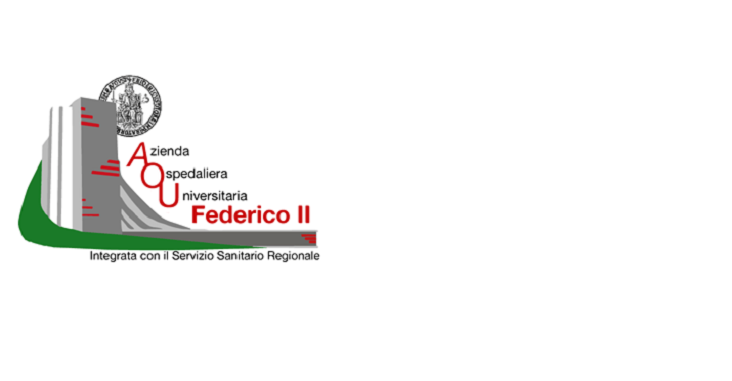 Azienda
Ospedaliera
Universitaria
Federico II
Integrata con il Servizio Sanitario Regionale